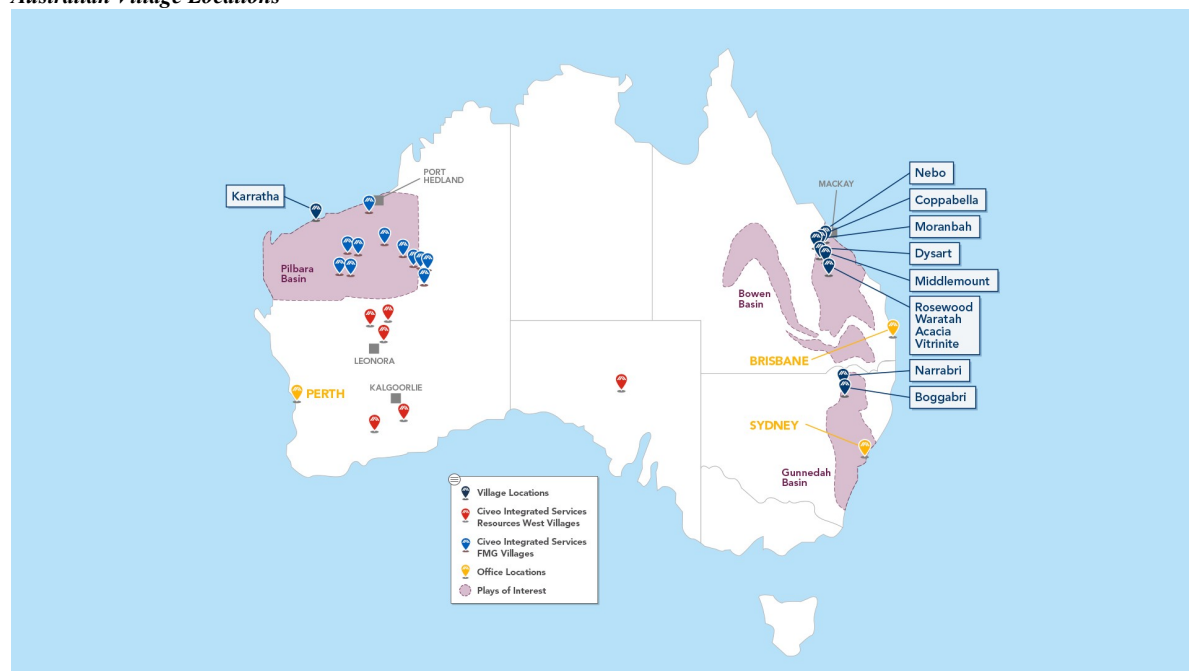 Australian Village Locations
PORT
HEDLAND
Karratha
Pilbara
Basin
LEONORA
KALGOORLIE
PERTH
MACKAY
Nebo
Coppabella
Moranbah
Dysart
Middlemount
Rosewood
Waratah
Acacia
Vitrinite
Bowen
Basin
BRISBANE
Narrabri
Boggabri
SYDNEY
Gunnedah
Basin
Village Locations
Civeo Integrated Services
Resources West Villages
Civeo Integrated Services
FMG Villages
Office Locations
Plays of Interest